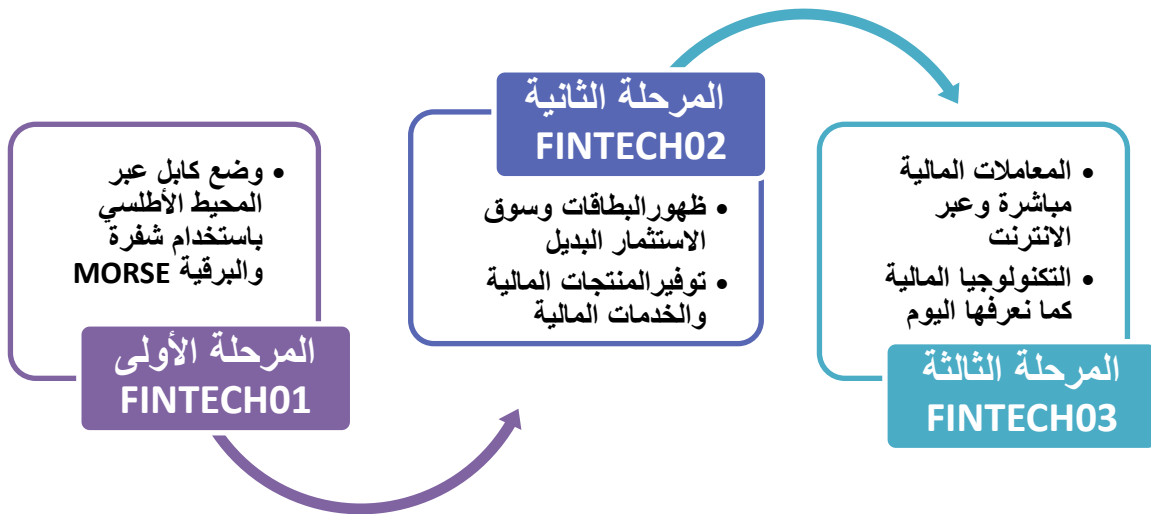 • وضع كابل عبر
المحيط الأطلسي
باستخدام شفرة
والبرقية MORSE
المرحلة الأولى
FINTECH01
المرحلة الثانية
FINTECH02
• ظهورالبطاقات وسوق
الاستثمار البديل
• توفيرالمنتجات المالية
والخدمات المالية
• المعاملات المالية
مباشرة وعبر
الانترنت
• التكنولوجيا المالية
كما نعرفها اليوم
المرحلة الثالثة
FINTECH03